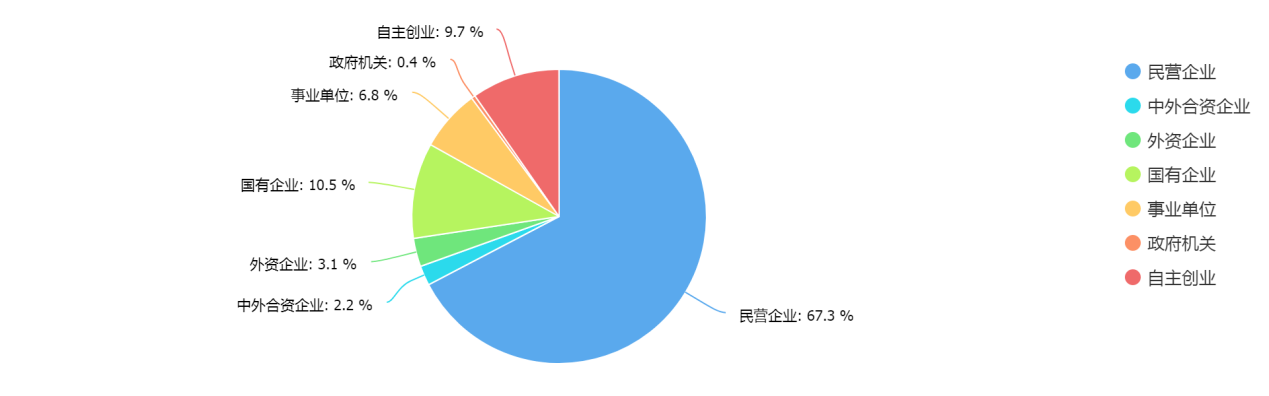 自主创业: 9.7 %
政府机关: 0.4 %
事业单位: 6.8 %
国有企业: 10.5 %
外资企业: 3.1 %
中外合资企业: 2.2 %
民营企业: 67.3 %
民营企业
中外合资企业
外资企业
国有企业
事业单位
政府机关
自主创业